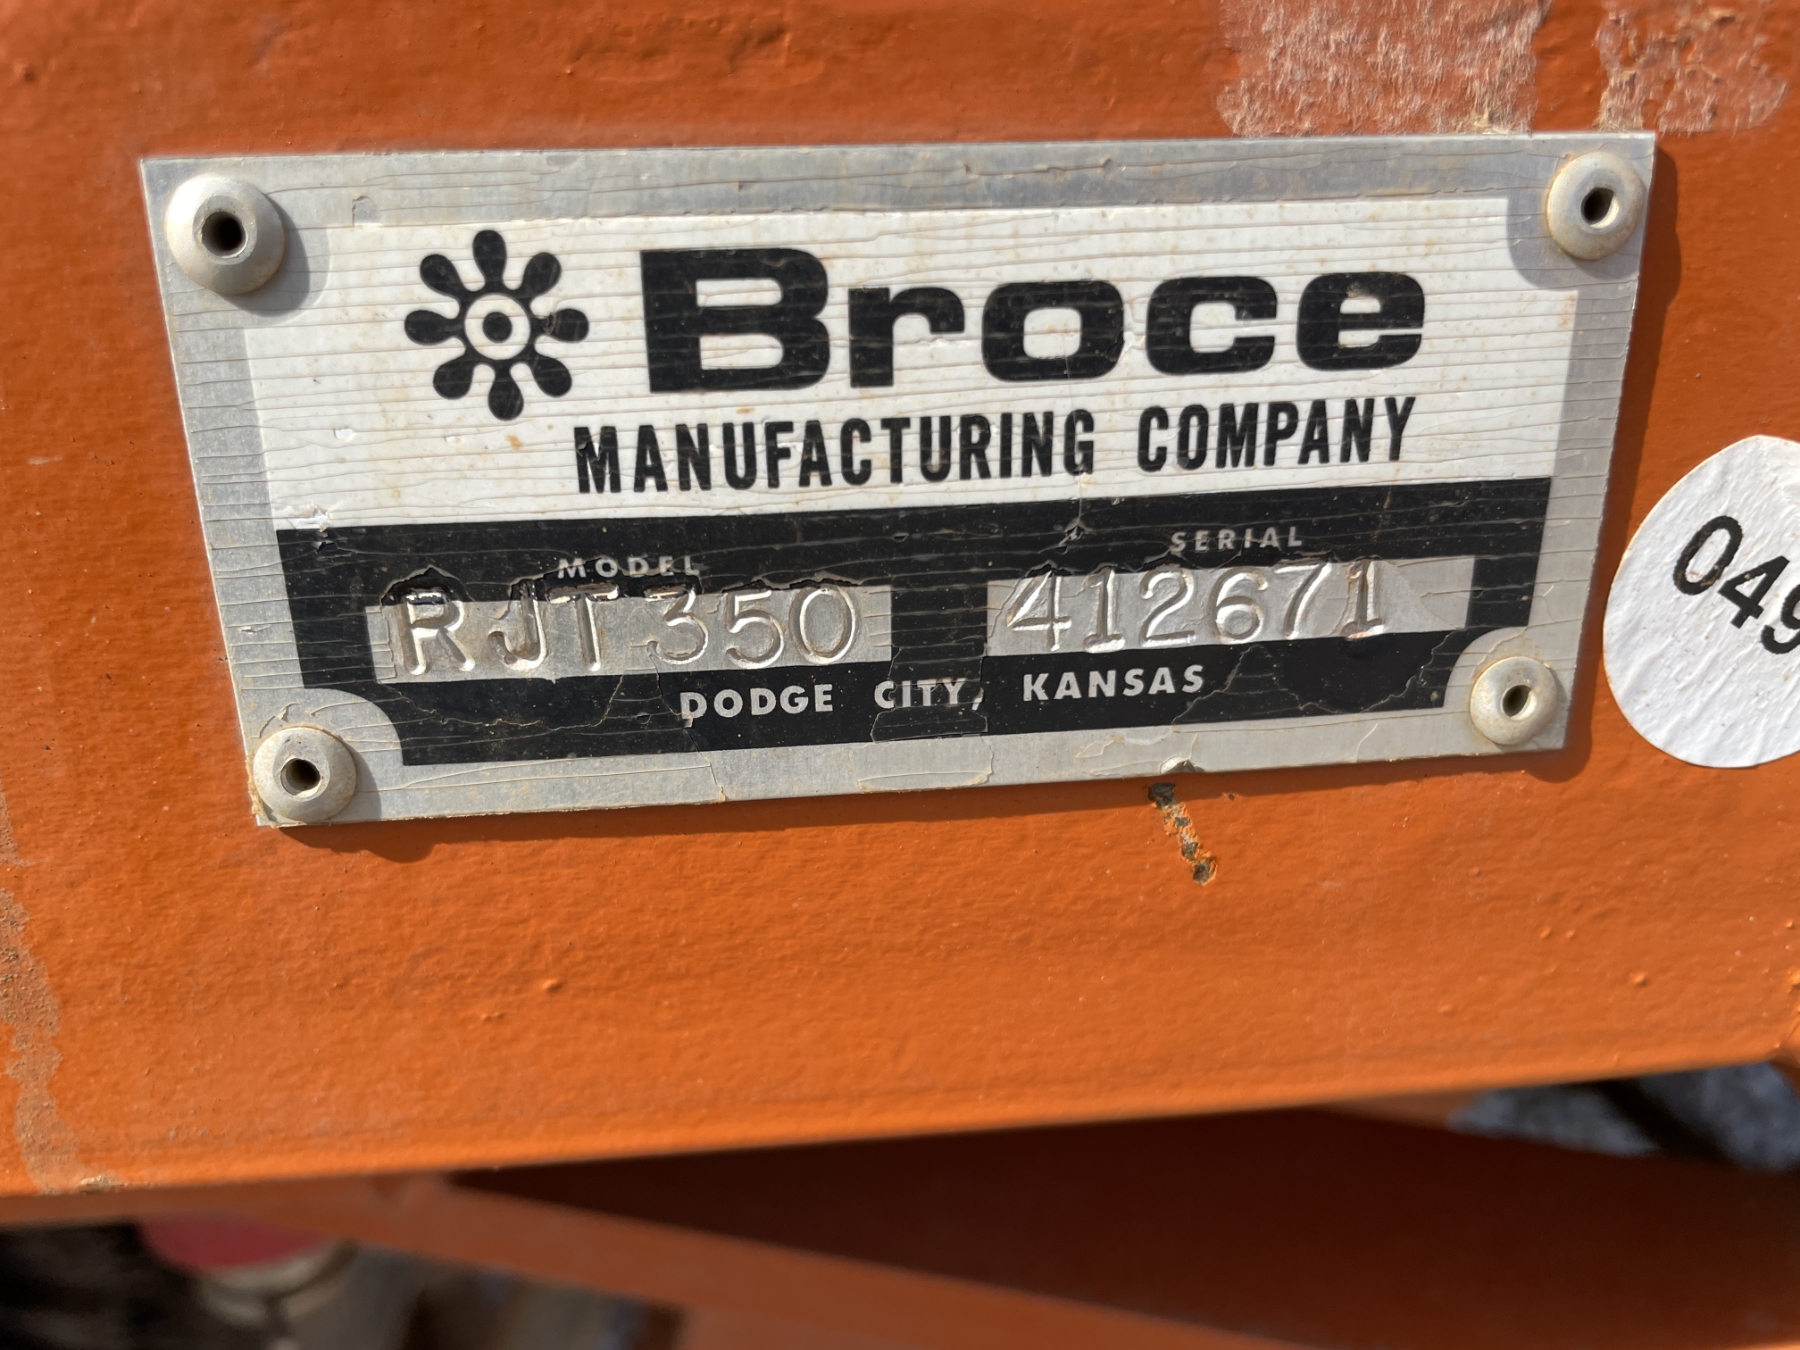 Broce
MANUFACTURING COMPANY
MODEL SERIAL
RJT350 412671
DODGE CITY, KANSAS
049